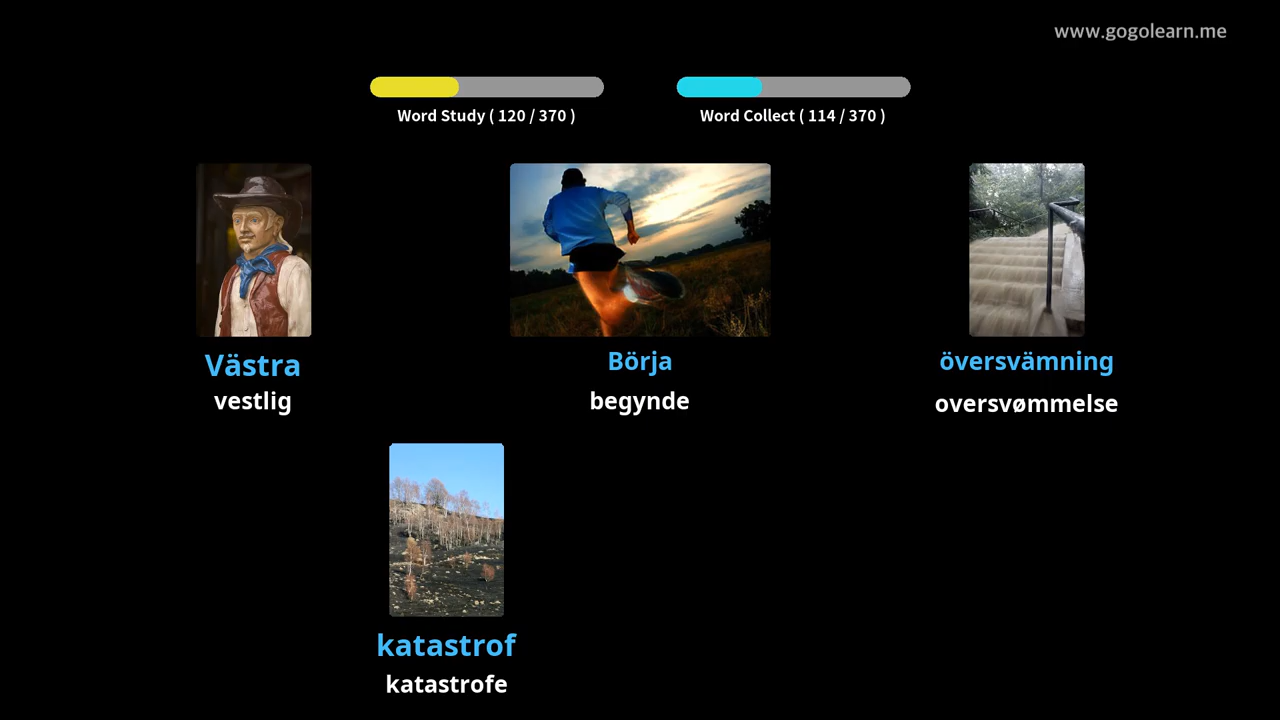 www.gogolearn.me
Word Study ( 120 / 370 )
Word Collect ( 114 / 370 )
Västra
vestlig
Börja
begynde
översvämning
oversvømmelse
katastrof
katastrofe